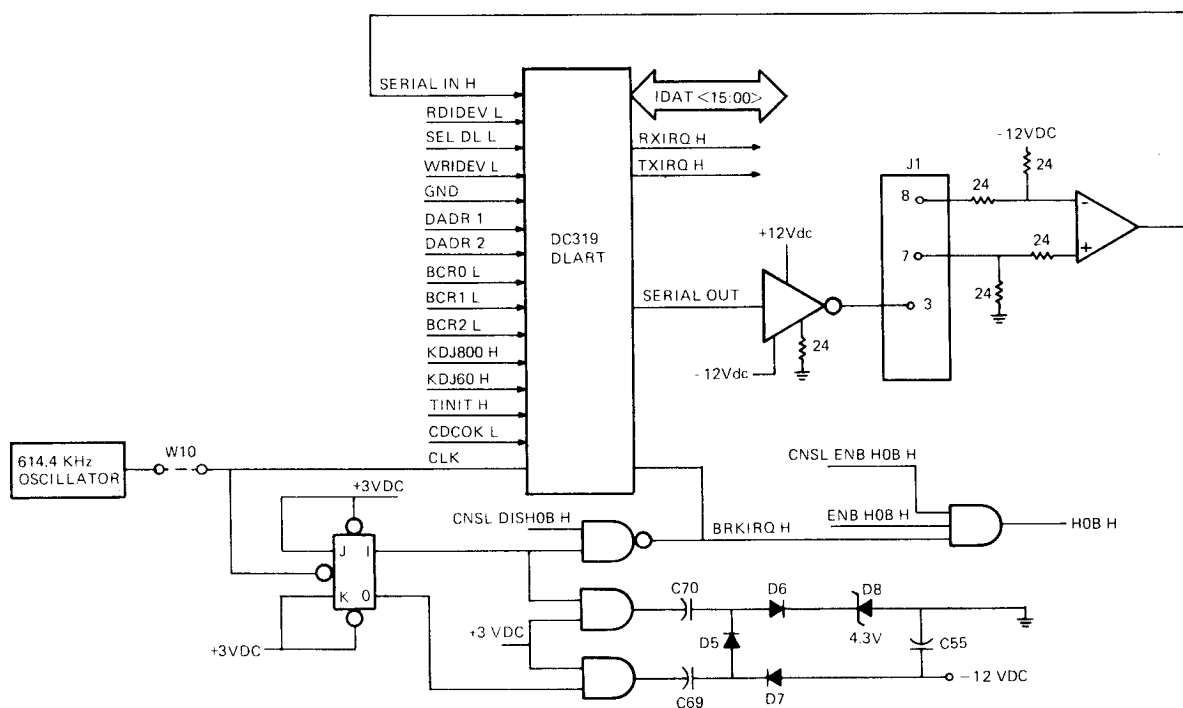 SERIAL IN H
RDIDEV L
SEL DL L
WRIDEV L
GND
DADR 1
DADR 2
BCR0 L
BCR1 L
BCR2 L
KDJ800 H
KDJ60 H
TINIT H
CDCOK L
CLK
DC319
DLART
IDAT <15:00>
RXIRQ H
TXIRQ H
SERIAL OUT
+12Vdc
-12Vdc
24
J1
8
7
3
24
-12VDC
24
24
24
-
+
614.4 KHz
OSCILLATOR
W10
+3VDC
J
1
K
0
+3VDC
CNSL DISH0B H
BRKIRQ H
CNSL ENB H0B H
ENB H0B H
H0B H
+3 VDC
C70
D6
D8
4.3V
D5
C55
C69
D7
-12 VDC